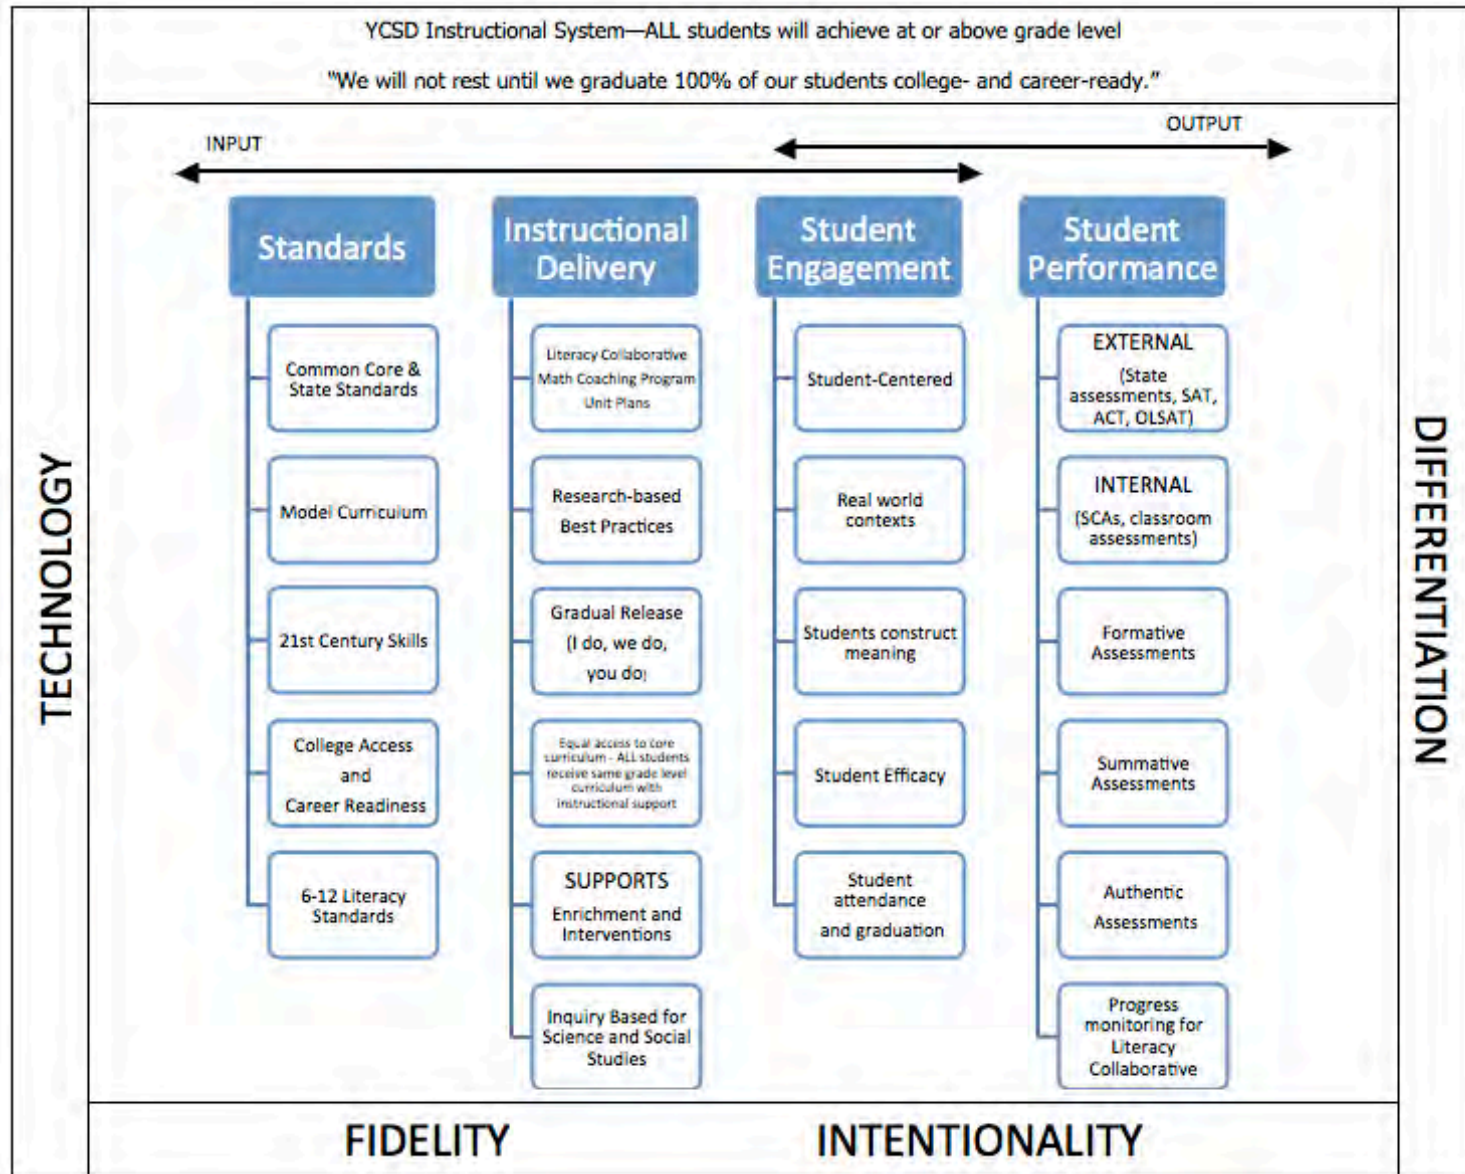 YCSD Instructional System—ALL students will achieve at or above grade level
"We will not rest until we graduate 100% of our students college- and career-ready."
INPUT
OUTPUT
TECHNOLOGY
Standards
Common Core &
State Standards
Model Curriculum
21st Century Skills
College Access
and
Career Readiness
6-12 Literacy
Standards
Instructional
Delivery
Literacy Collaborative
Math Coaching Program
Unit Plans
Research-based
Best Practices
Gradual Release
(I do, we do,
you do)
Equal access to core
curriculum - ALL students
receive same grade level
curriculum with
instructional support
SUPPORTS
Enrichment and
Interventions
Inquiry Based for
Science and Social
Studies
Student
Engagement
Student-Centered
Real world
contexts
Students construct
meaning
Student Efficacy
Student
attendance
and graduation
Student
Performance
EXTERNAL
(State
assessments, SAT,
ACT, OLSAT)
INTERNAL
(SCAs, classroom
assessments)
Formative
Assessments
Summative
Assessments
Authentic
Assessments
Progress
monitoring for
Literacy
Collaborative
DIFFERENTIATION
FIDELITY
INTENTIONALITY